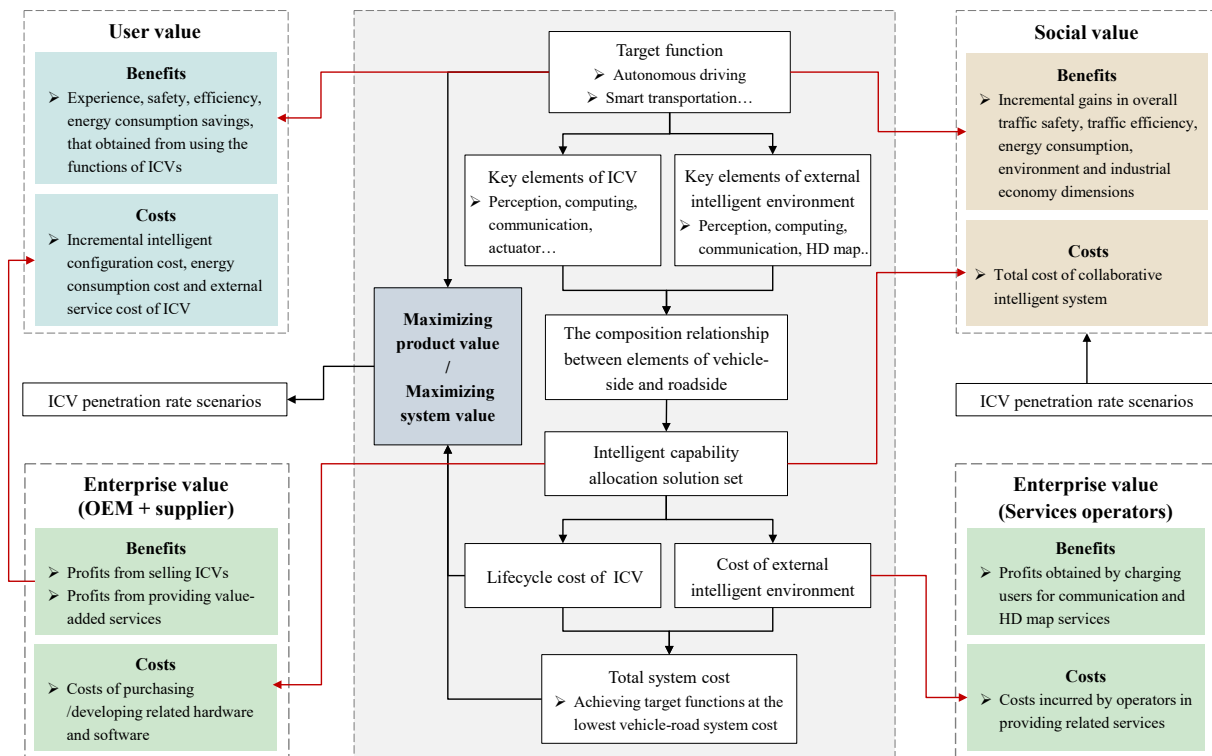 User value
Benefits
➢ Experience, safety, efficiency,
energy consumption savings,
that obtained from using the
functions of ICVs
Costs
➢ Incremental intelligent
configuration cost, energy
consumption cost and external
service cost of ICV
ICV penetration rate scenarios
Enterprise value
(OEM + supplier)
Benefits
➢ Profits from selling ICVs
➢ Profits from providing value-
added services
Costs
➢ Costs of purchasing
/developing related hardware
and software
Target function
➢ Autonomous driving
➢ Smart transportation…
Key elements of ICV
➢ Perception, computing,
communication,
actuator…
Key elements of external
intelligent environment
➢ Perception, computing,
communication, HD map..
Maximizing
product value
/
Maximizing
system value
The composition relationship
between elements of vehicle-
side and roadside
Intelligent capability
allocation solution set
Lifecycle cost of ICV
Cost of external
intelligent environment
Total system cost
➢ Achieving target functions at the
lowest vehicle-road system cost
Social value
Benefits
➢ Incremental gains in overall
traffic safety, traffic efficiency,
energy consumption,
environment and industrial
economy dimensions
Costs
➢ Total cost of collaborative
intelligent system
ICV penetration rate scenarios
Enterprise value
(Services operators)
Benefits
➢ Profits obtained by charging
users for communication and
HD map services
Costs
➢ Costs incurred by operators in
providing related services